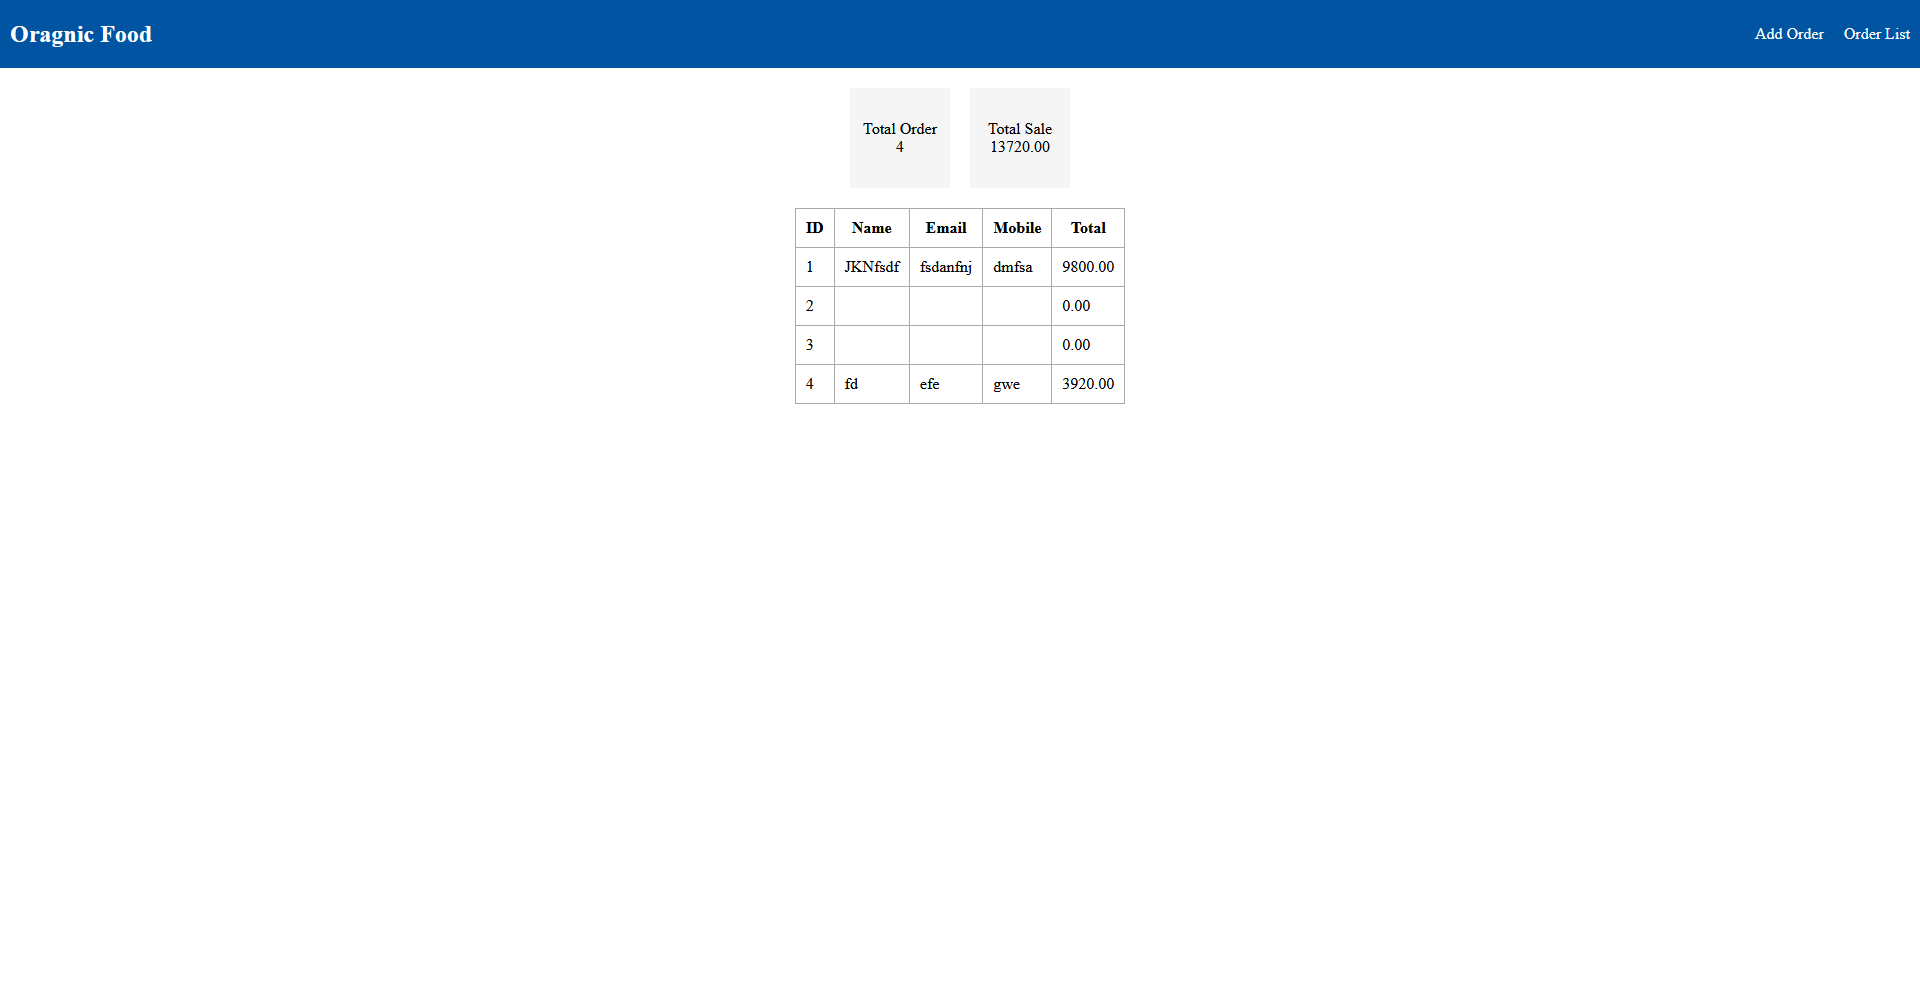 Oragnic Food
Add Order Order List
Total Order Total Sale
4 13720.00
ID Name Email Mobile Total
1 JKNfsdf fsdanfnj dmfsa 9800.00
2 0.00
3 0.00
4 fd efe gwe 3920.00